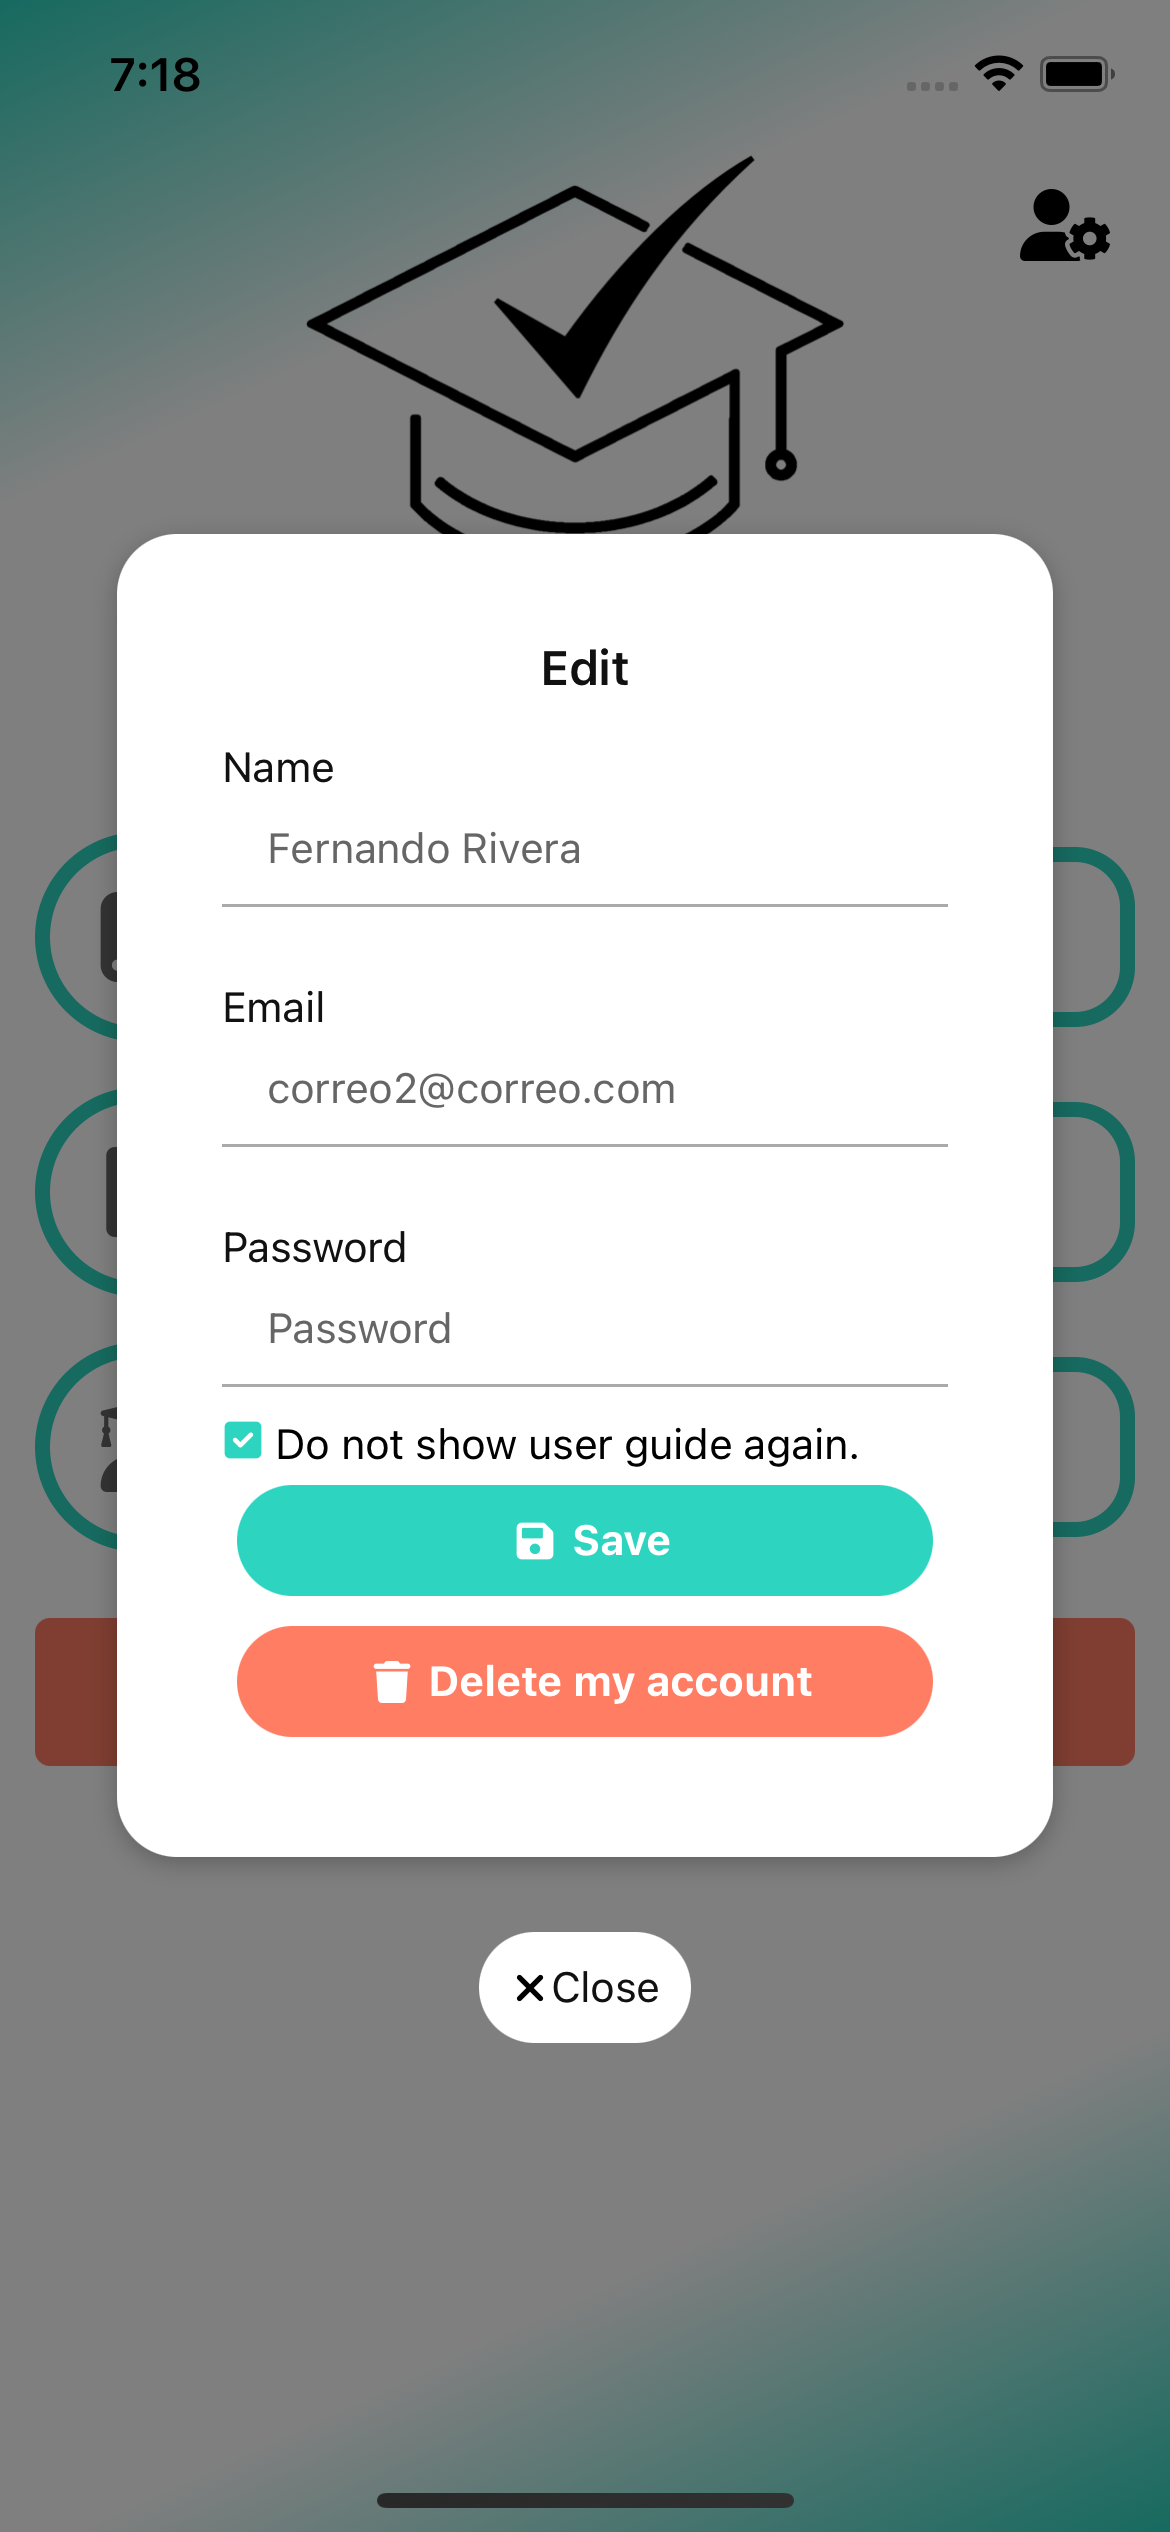 7:18
Edit
Name
Fernando Rivera
Email
correo2@correo.com
Password
Password
Do not show user guide again.
Save
Delete my account
Close